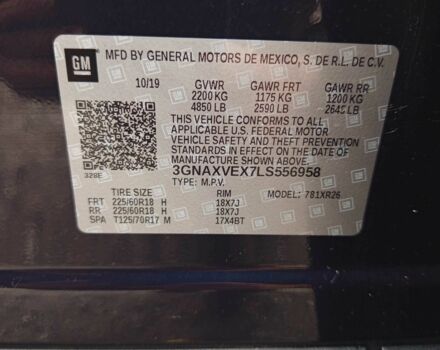 GM
MFD BY GENERAL MOTORS DE MEXICO, S. DE R.L. DE C.V.
10/19 GVWR GAWR FRT GAWR RR
2200 KG 1175 KG 1200 KG
4850 LB 2590 LB 2645 LB
THIS VEHICLE CONFORMS TO ALL
APPLICABLE U.S. FEDERAL MOTOR
VEHICLE SAFETY AND THEFT
PREVENTION STANDARDS IN EFFECT
ON THE DATE OF MANUFACTURE
SHOWN ABOVE.
3GNAXVEX7LS556958
328E TYPE: M.P.V. MODEL: 781XR26
TIRE SIZE RIM
FRT 225/60R18 H 18X7J
RR 225/60R18 H 18X7J
SPA T125/70R17 M 17X4BT